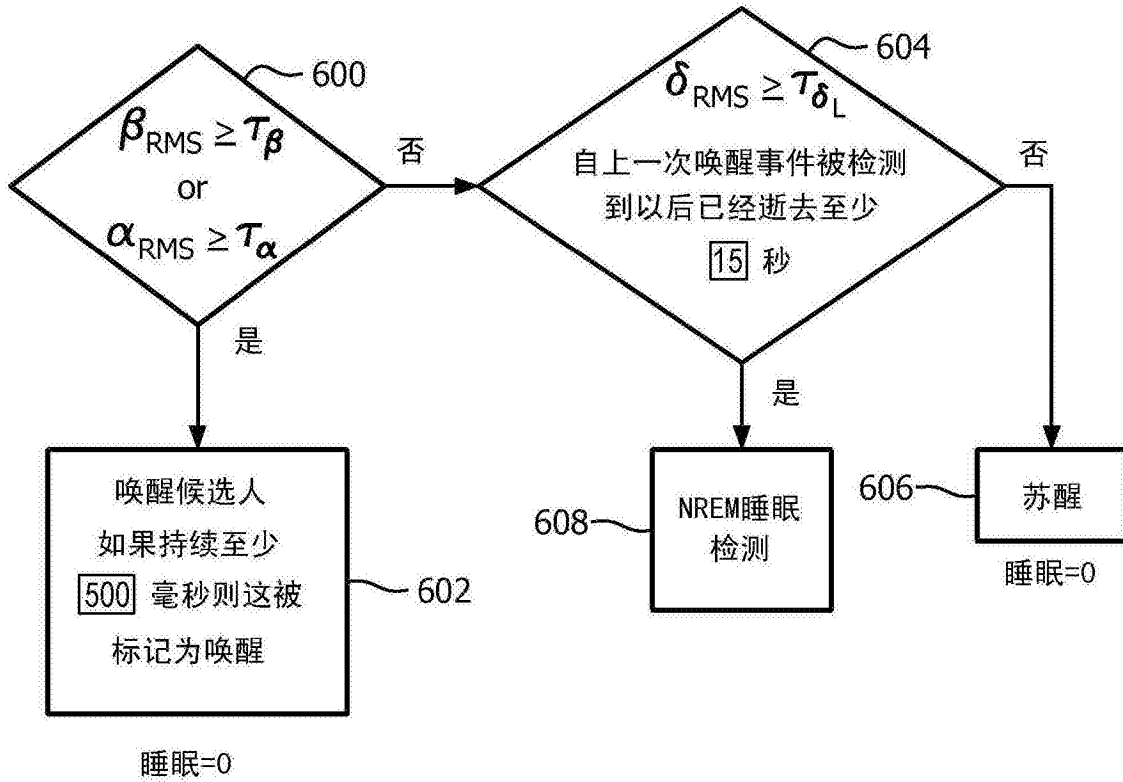 600
β_RMS ≥ τ_β
or
α_RMS ≥ τ_α
否
是
604
δ_RMS ≥ τ_δ_L
自上一次唤醒事件被检测
到以后已经逝去至少
15 秒
否
是
唤醒候选人
如果持续至少
500 毫秒则这被
标记为唤醒
602
睡眠=0
608
NREM睡眠
检测
606
苏醒
睡眠=0